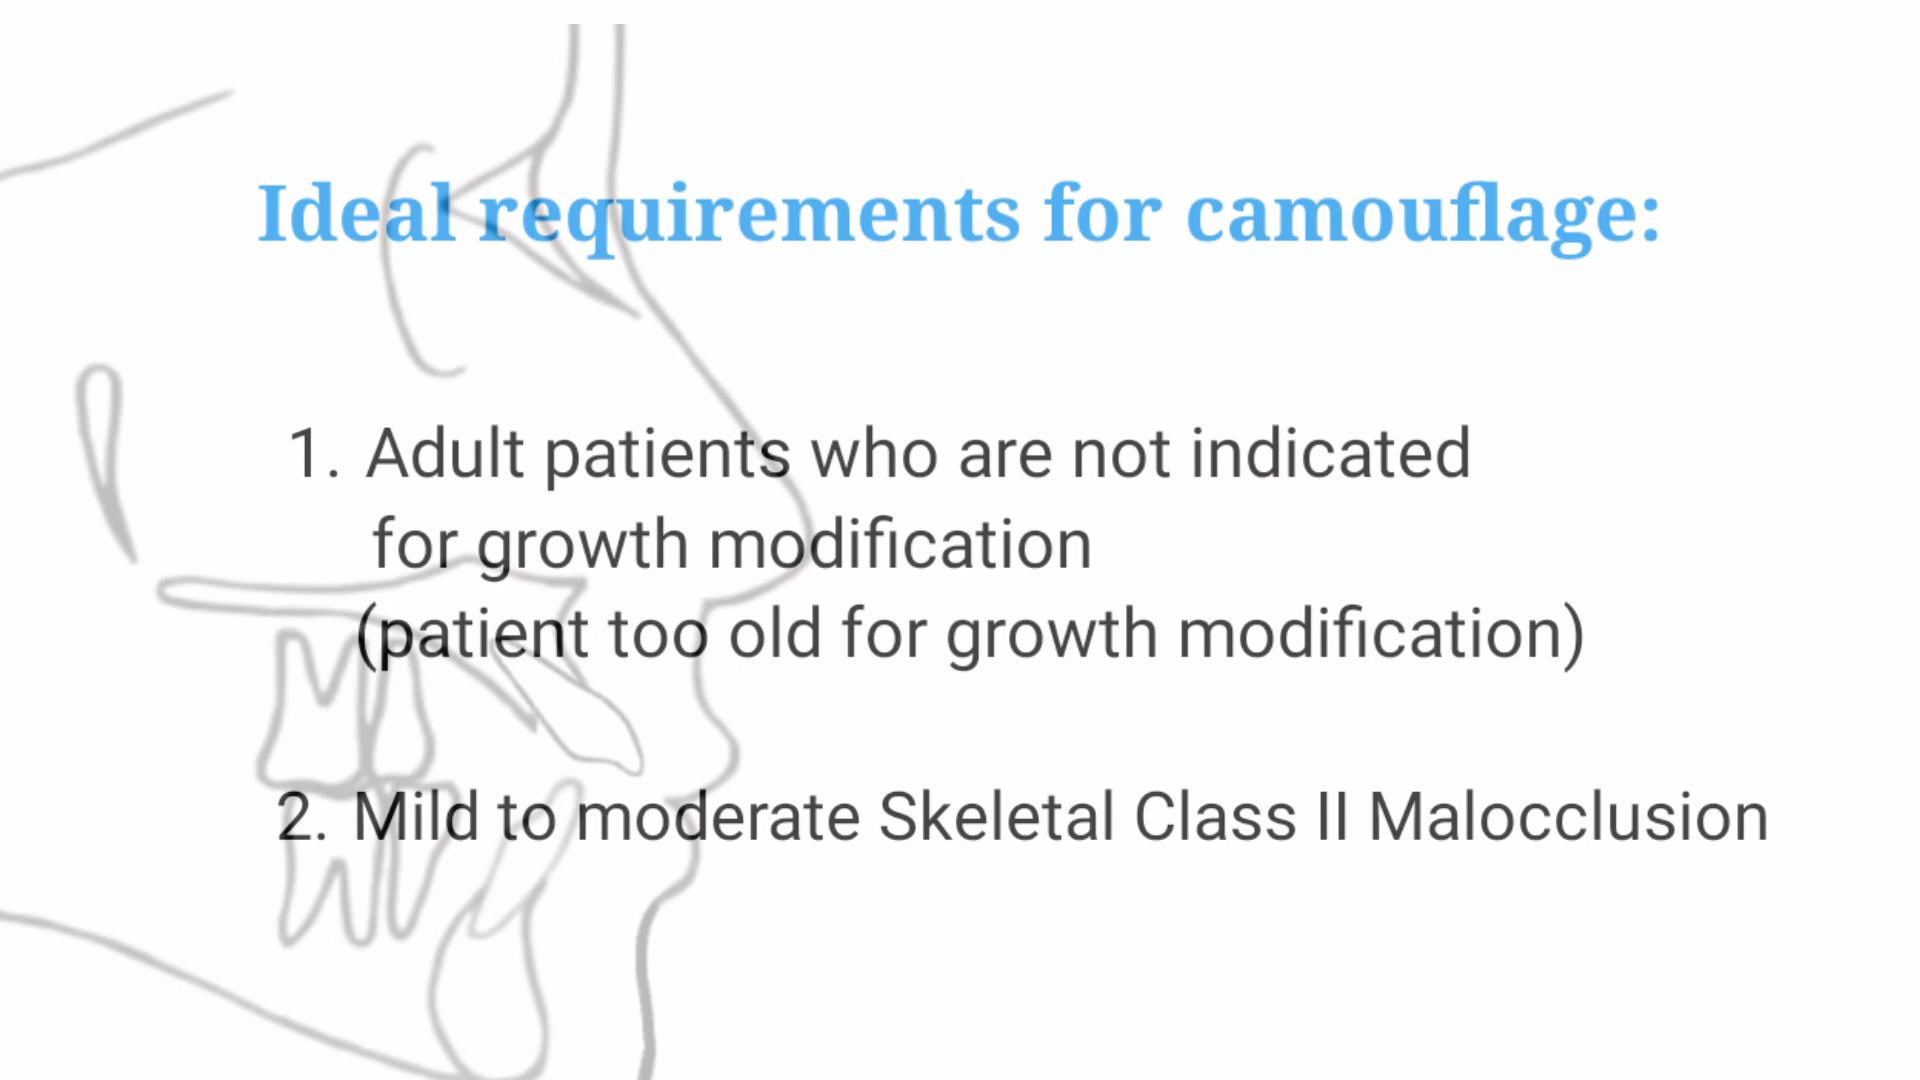 Ideal requirements for camouflage:
1. Adult patients who are not indicated
for growth modification
(patient too old for growth modification)
2. Mild to moderate Skeletal Class II Malocclusion